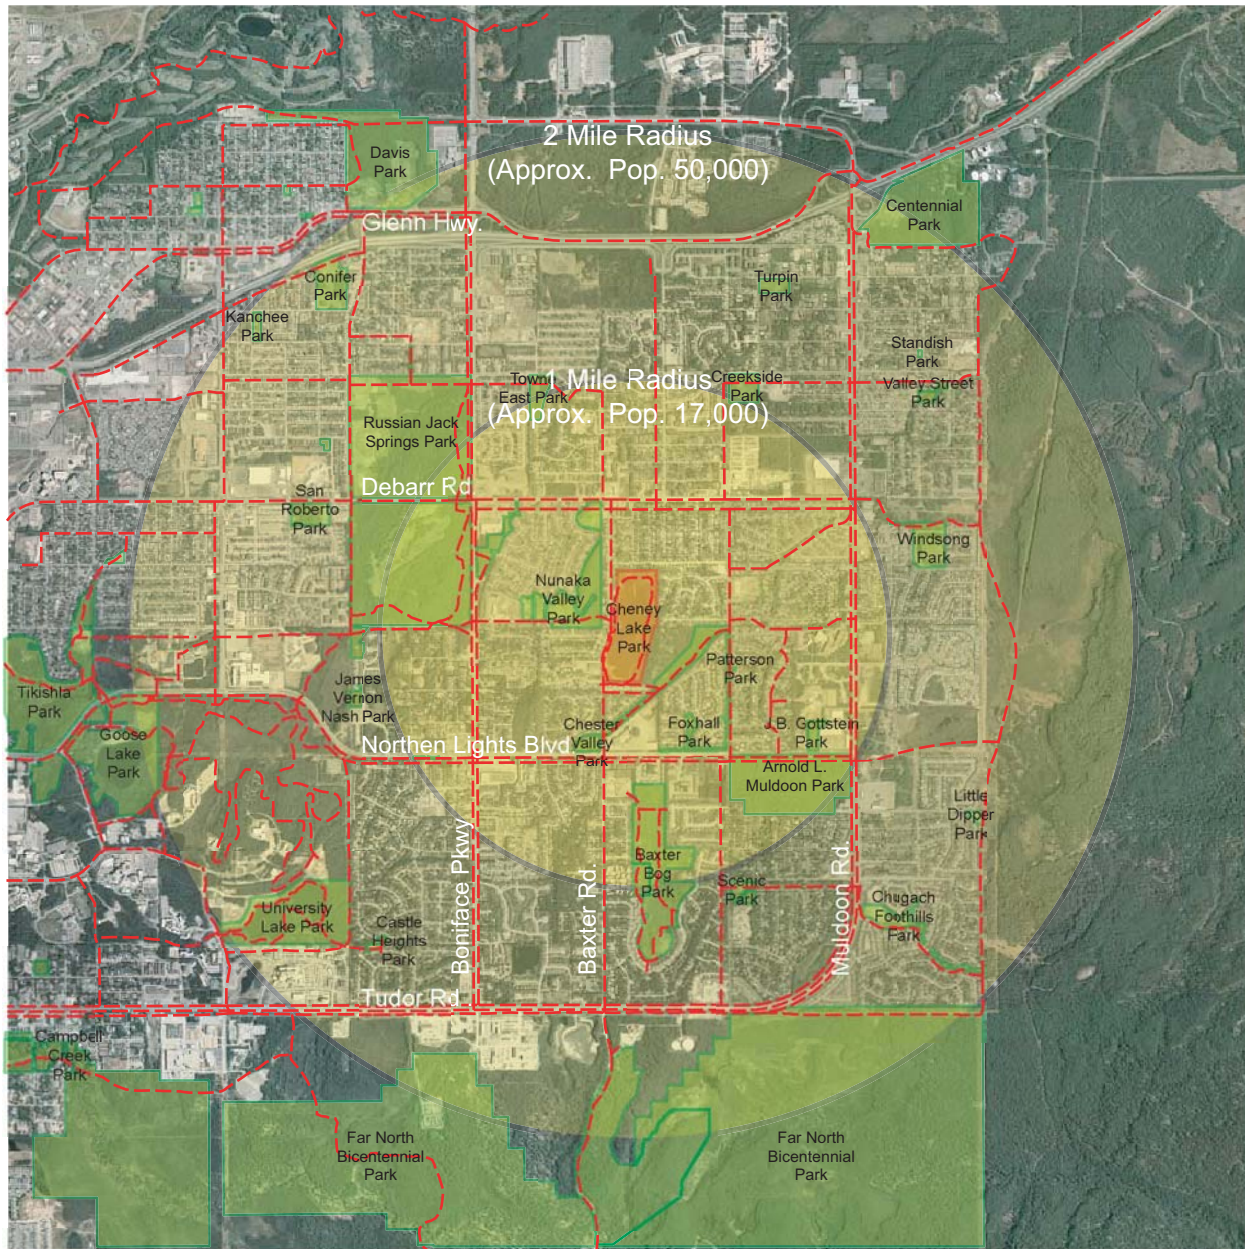 2 Mile Radius
(Approx.  Pop. 50,000)
Davis
Park
Centennial
Park
Glenn Hwy.
Conifer
Park
Turpin
Park
Kanchee
Park
Standish
Park
Valley Street
Park
Towne
East Park
1 Mile Radius
(Approx.  Pop. 17,000)
Creekside
Park
Russian Jack
Springs Park
Debarr Rd
San
Roberto
Park
Windsong
Park
Nunaka
Valley
Park
Cheney
Lake
Park
Patterson
Park
Tikishla
Park
James
Vernon
Nash Park
Goose
Lake
Park
Chester
Valley
Park
Foxhall
Park
J.B. Gottstein
Park
Northen Lights Blvd
Arnold L.
Muldoon Park
Little
Dipper
Park
Baxter
Bog
Park
Scenic
Park
University
Lake Park
Castle
Heights
Park
Boniface Pkwy
Baxter Rd.
Muldoon Rd.
Chugach
Foothills
Park
Tudor Rd
Campbell
Creek
Park
Far North
Bicentennial
Park
Far North
Bicentennial
Park